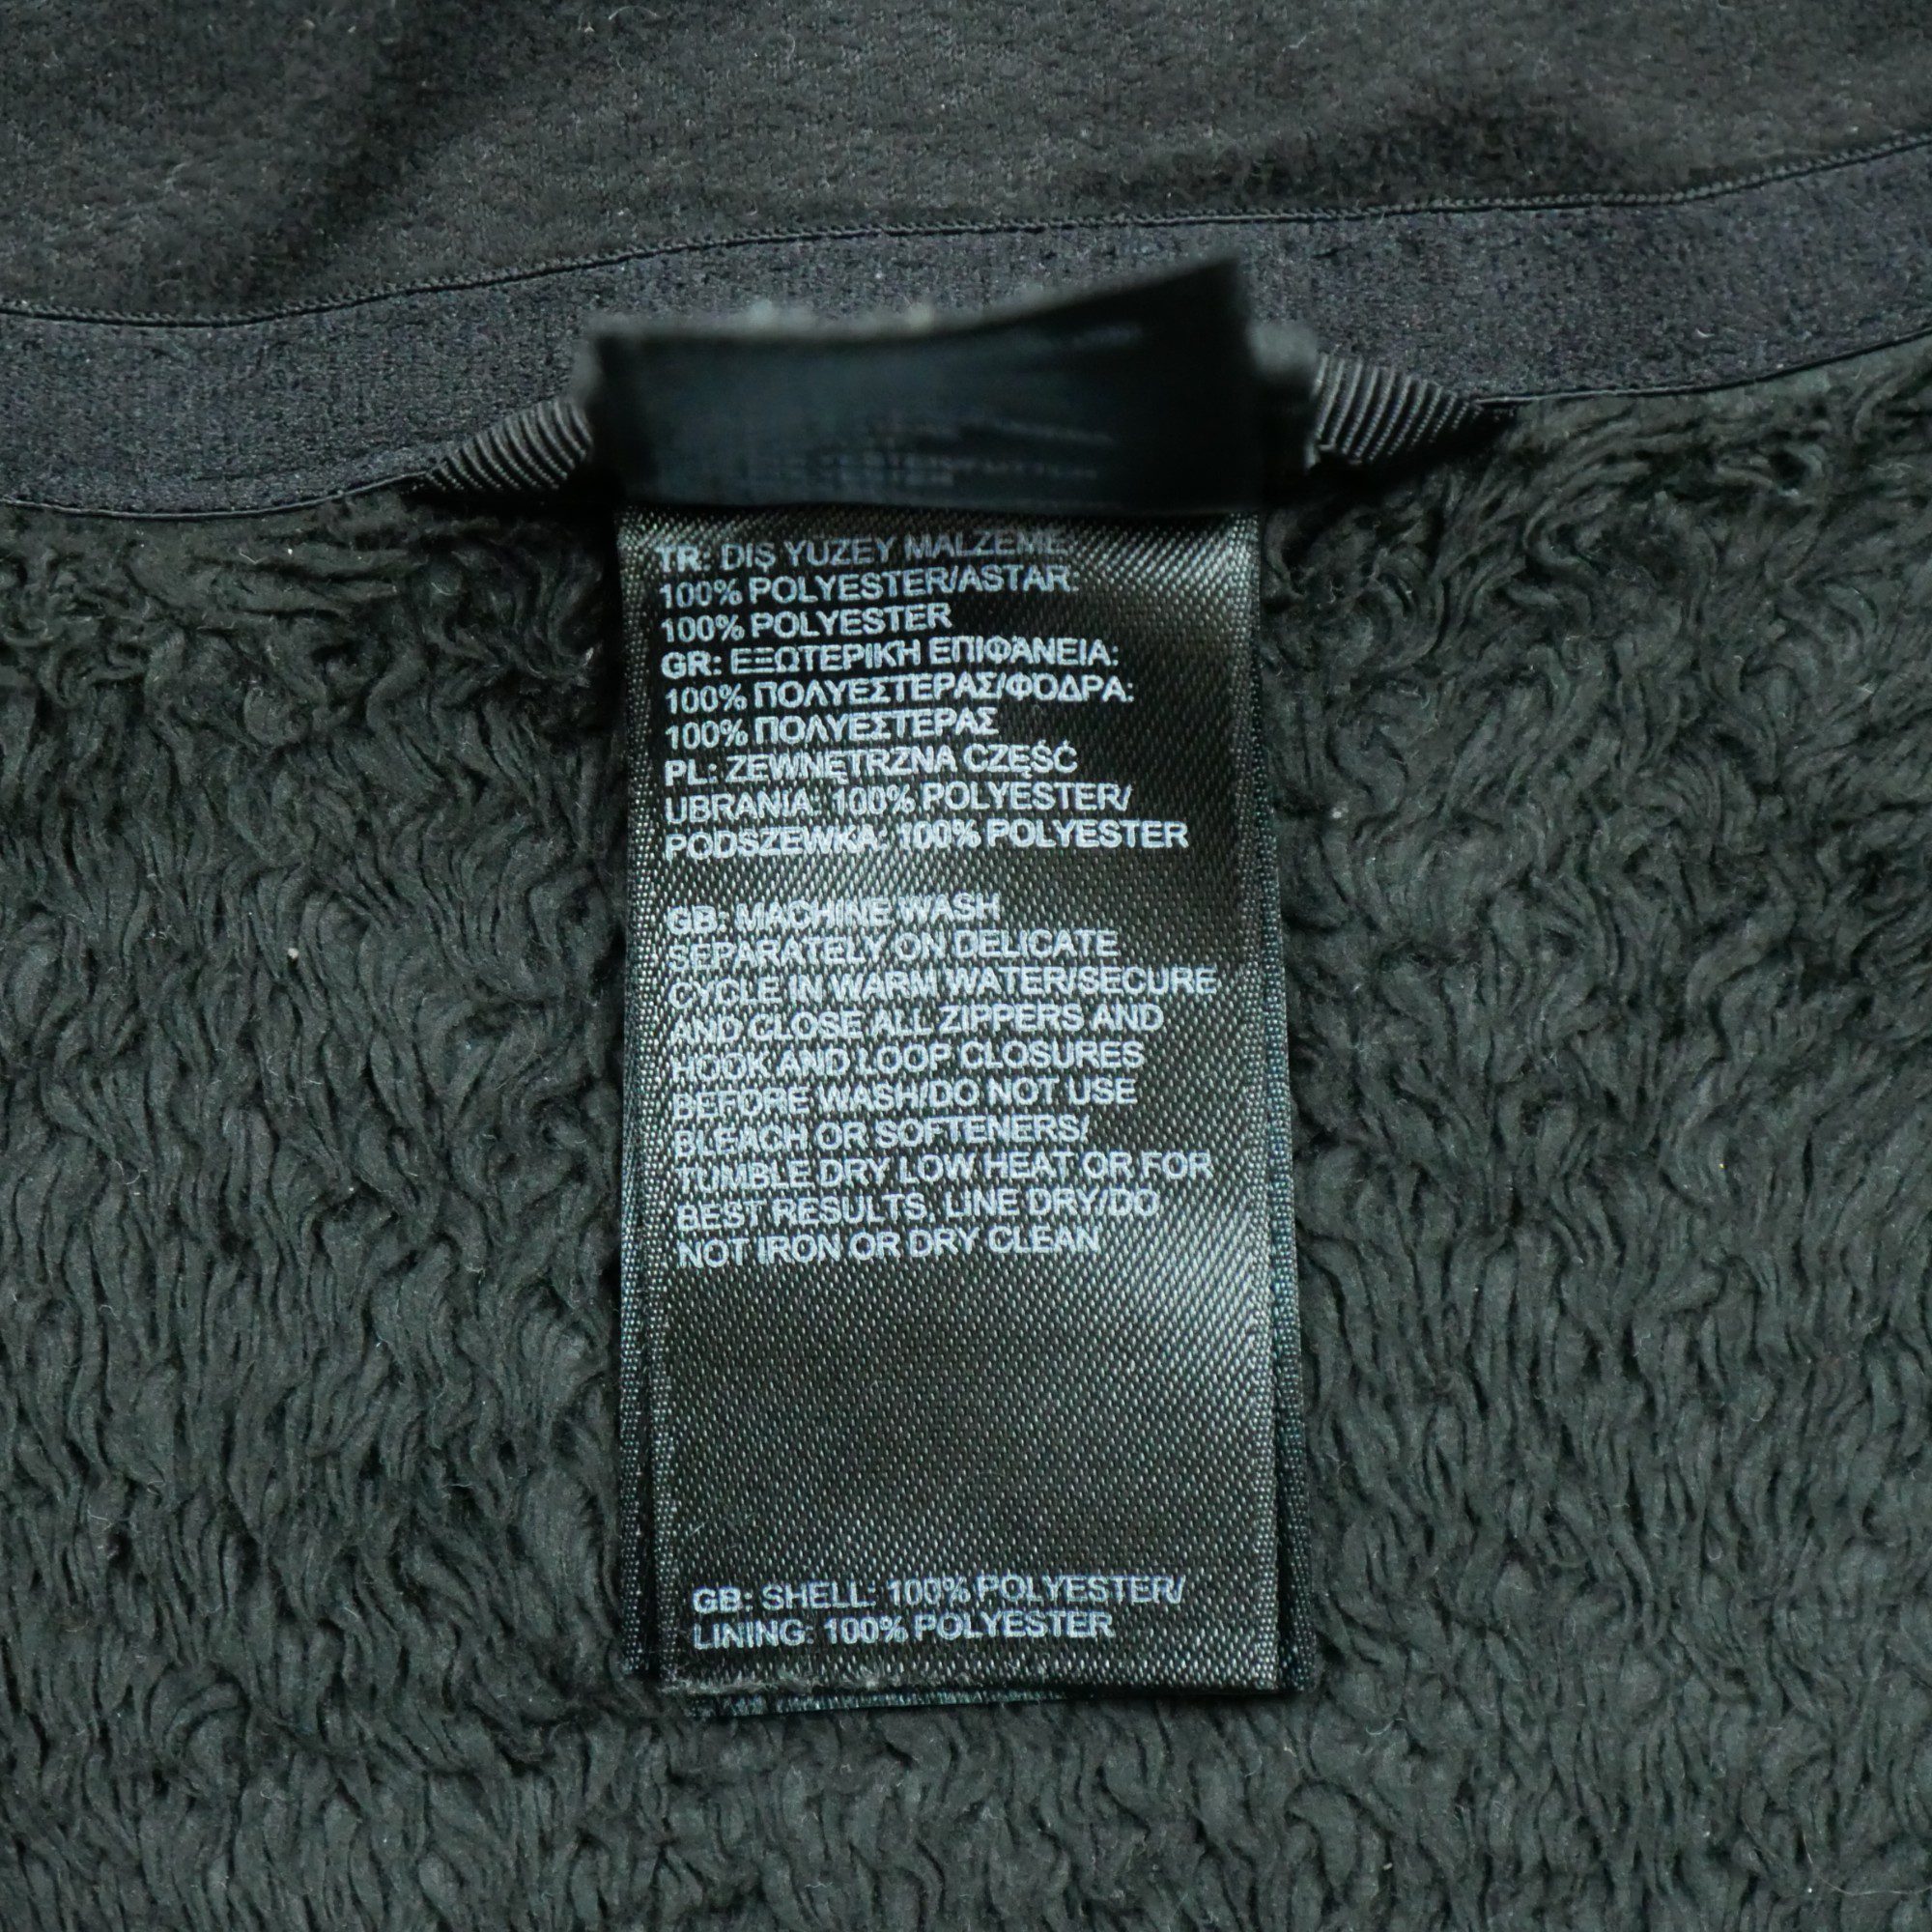 TR: DIŞ YUZEY MALZEME:
100% POLYESTER/ASTAR:
100% POLYESTER
GR: ΕΞΩΤΕΡΙΚΗ ΕΠΙΦΆΝΕΙΑ:
100% ΠΟΛΥΕΣΤΕΡΑΣ/ΦΟΔΡΑ:
100% ΠΟΛΥΕΣΤΕΡΑΣ
PL: ZEWNĘTRZNA CZĘŚĆ
UBRANIA: 100% POLYESTER/
PODSZEWKA: 100% POLYESTER
GB: MACHINE WASH
SEPARATELY ON DELICATE
CYCLE IN WARM WATER/SECURE
AND CLOSE ALL ZIPPERS AND
HOOK AND LOOP CLOSURES
BEFORE WASH/DO NOT USE
BLEACH OR SOFTENERS/
TUMBLE DRY LOW HEAT OR FOR
BEST RESULTS, LINE DRY/DO
NOT IRON OR DRY CLEAN
GB: SHELL: 100% POLYESTER/
LINING: 100% POLYESTER